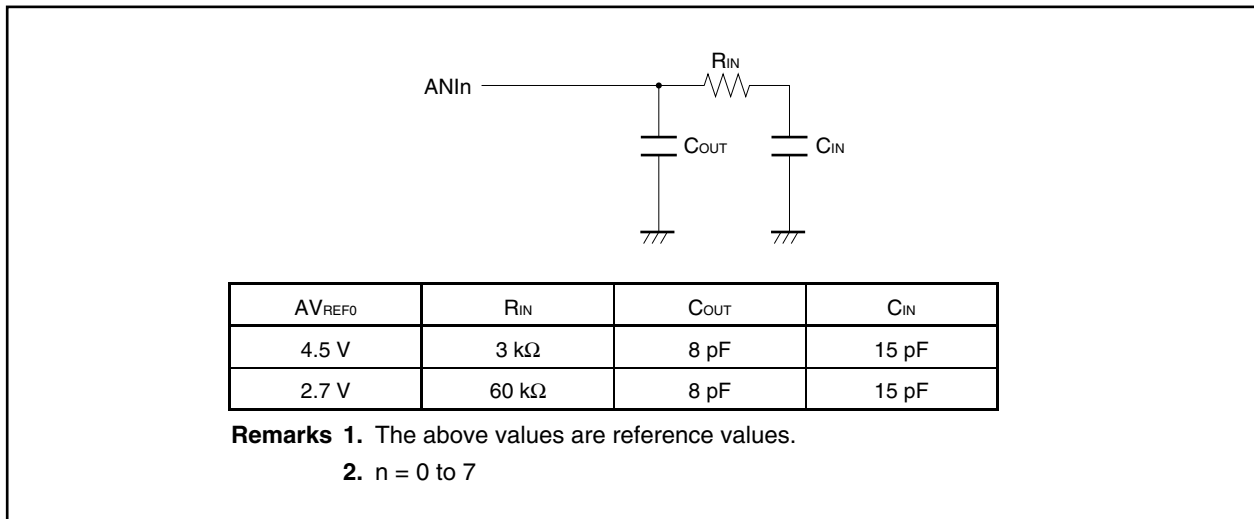 RIN
ANIn
COUT
CIN
AVREF0 RIN COUT CIN
4.5 V 3 kΩ 8 pF 15 pF
2.7 V 60 kΩ 8 pF 15 pF
Remarks 1. The above values are reference values.
2. n = 0 to 7